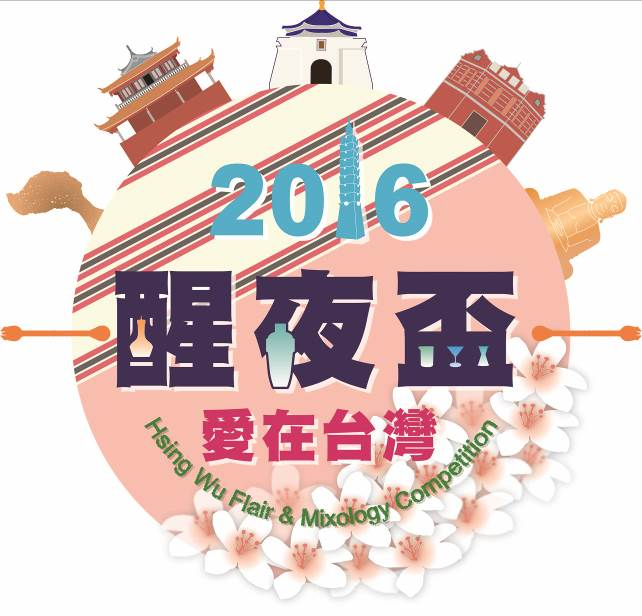 2016
醒夜盃
愛在台灣
Hsing Wu Flair & Mixology Competition